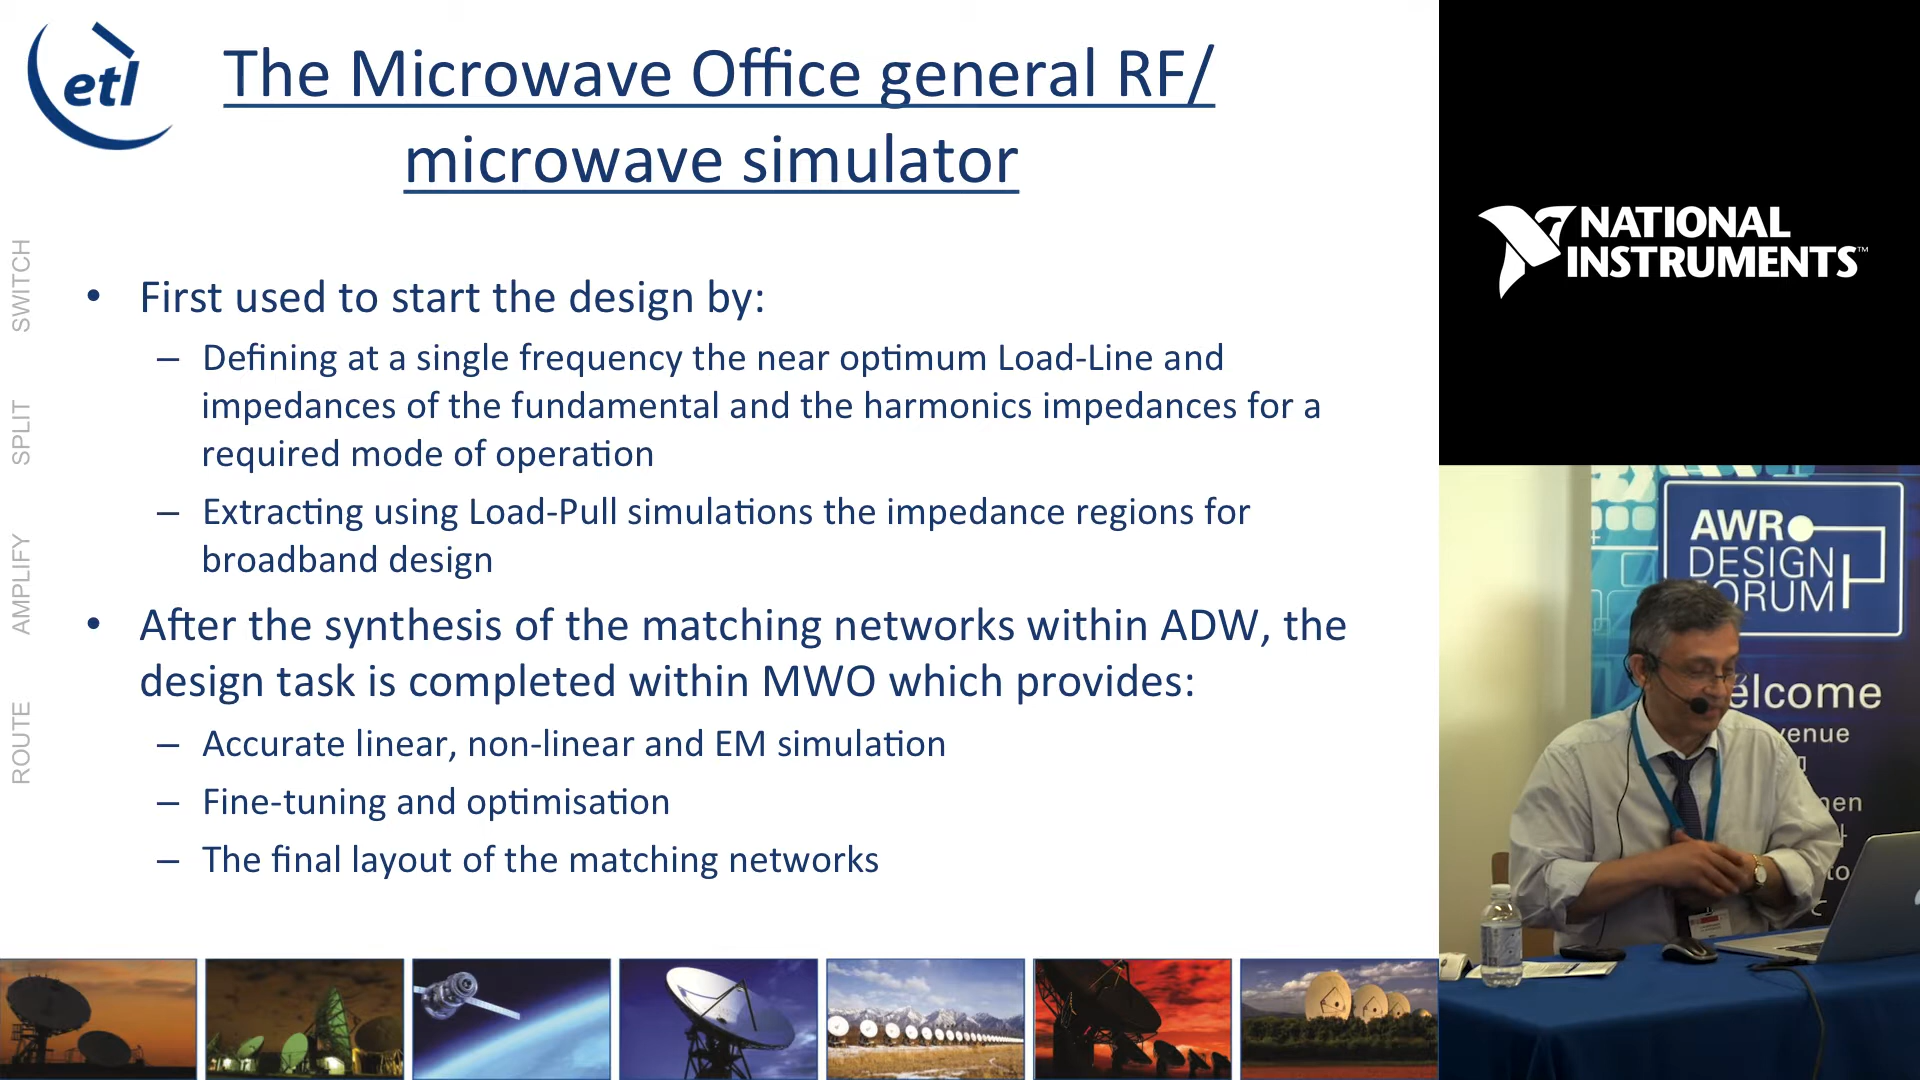 etl
The Microwave Office general RF/
microwave simulator
SWITCH
SPLIT
AMPLIFY
ROUTE
• First used to start the design by:
– Defining at a single frequency the near optimum Load-Line and
impedances of the fundamental and the harmonics impedances for a
required mode of operation
– Extracting using Load-Pull simulations the impedance regions for
broadband design
• After the synthesis of the matching networks within ADW, the
design task is completed within MWO which provides:
– Accurate linear, non-linear and EM simulation
– Fine-tuning and optimisation
– The final layout of the matching networks
NATIONAL
INSTRUMENTS™
AWR
DESIGN
FORUM
elcome
venue
to